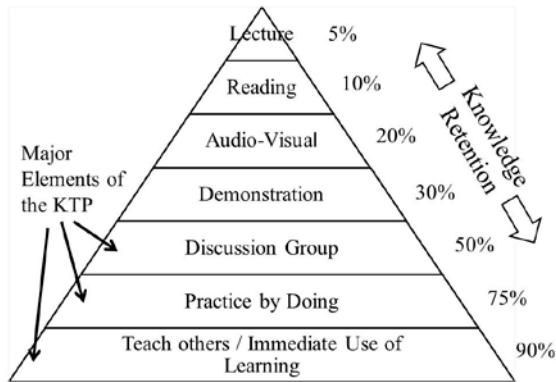 Lecture 5%
Reading 10%
Audio-Visual 20%
Demonstration 30%
Discussion Group 50%
Practice by Doing 75%
Teach others / Immediate Use of
Learning
90%
Knowledge
Retention
Major
Elements of
the KTP